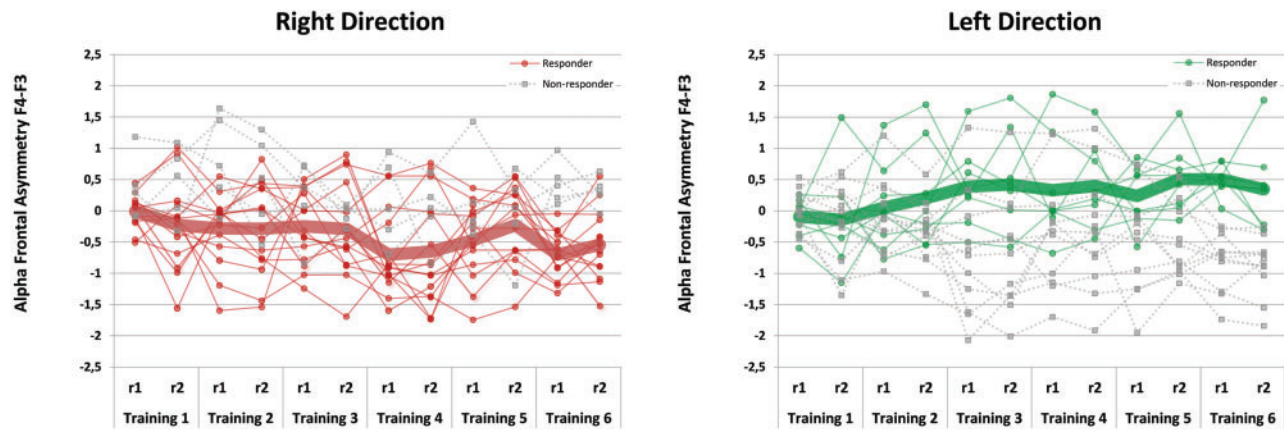 Right Direction
Alpha Frontal Asymmetry F4-F3
2,5
2
1,5
1
0,5
0
-0,5
-1
-1,5
-2
-2,5
Responder
Non-responder
r1 r2 r1 r2 r1 r2 r1 r2 r1 r2 r1 r2
Training 1 Training 2 Training 3 Training 4 Training 5 Training 6
Left Direction
Alpha Frontal Asymmetry F4-F3
2,5
2
1,5
1
0,5
0
-0,5
-1
-1,5
-2
-2,5
Responder
Non-responder
r1 r2 r1 r2 r1 r2 r1 r2 r1 r2 r1 r2
Training 1 Training 2 Training 3 Training 4 Training 5 Training 6